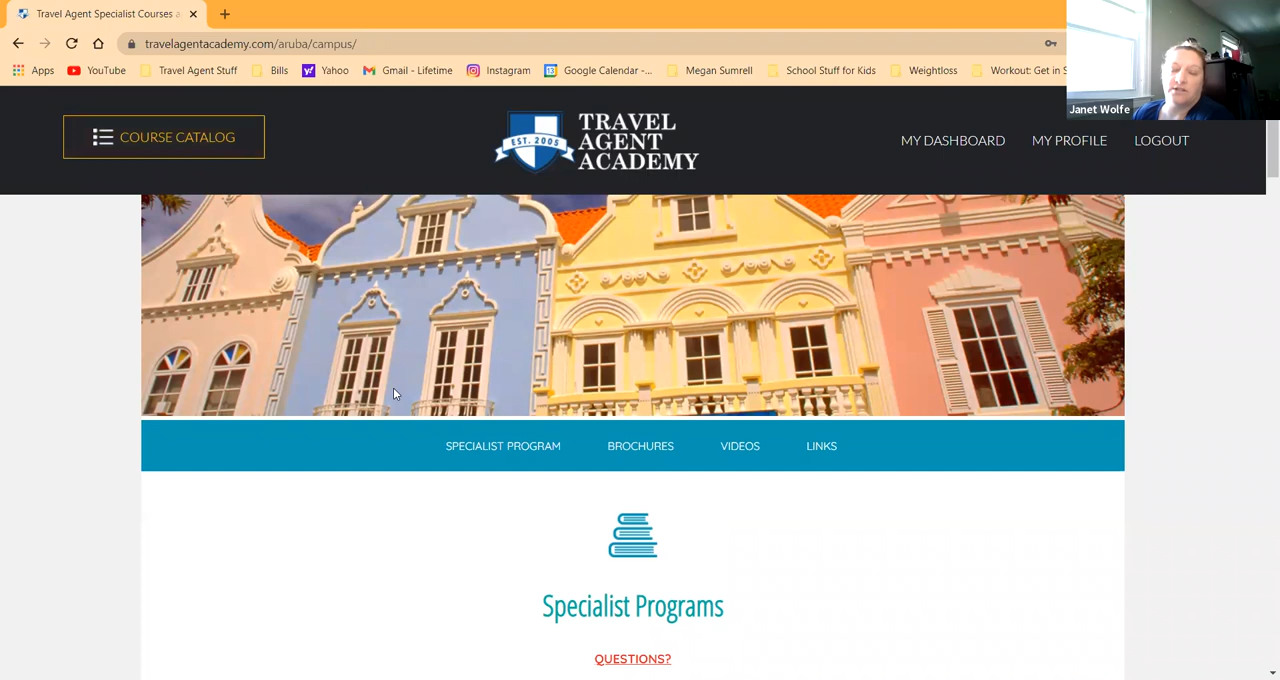 Travel Agent Specialist Courses a
travelagentacademy.com/aruba/campus/
Apps YouTube Travel Agent Stuff Bills Yahoo Gmail - Lifetime Instagram Google Calendar -... Megan Sumrell School Stuff for Kids Weightloss Workout: Get in S
Janet Wolfe
COURSE CATALOG
EST. 2005
TRAVEL
AGENT
ACADEMY
MY DASHBOARD MY PROFILE LOGOUT
SPECIALIST PROGRAM BROCHURES VIDEOS LINKS
Specialist Programs
QUESTIONS?